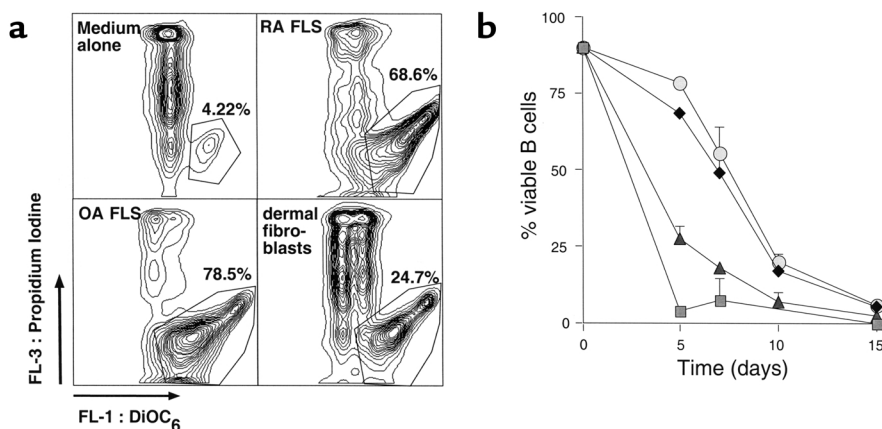 a
Medium
alone
4.22%
RA FLS
68.6%
OA FLS
78.5%
dermal
fibro-
blasts
24.7%
FL-3 : Propidium Iodine
FL-1 : DiOC6
b
% viable B cells
100
75
50
25
0
0 5 10 15
Time (days)